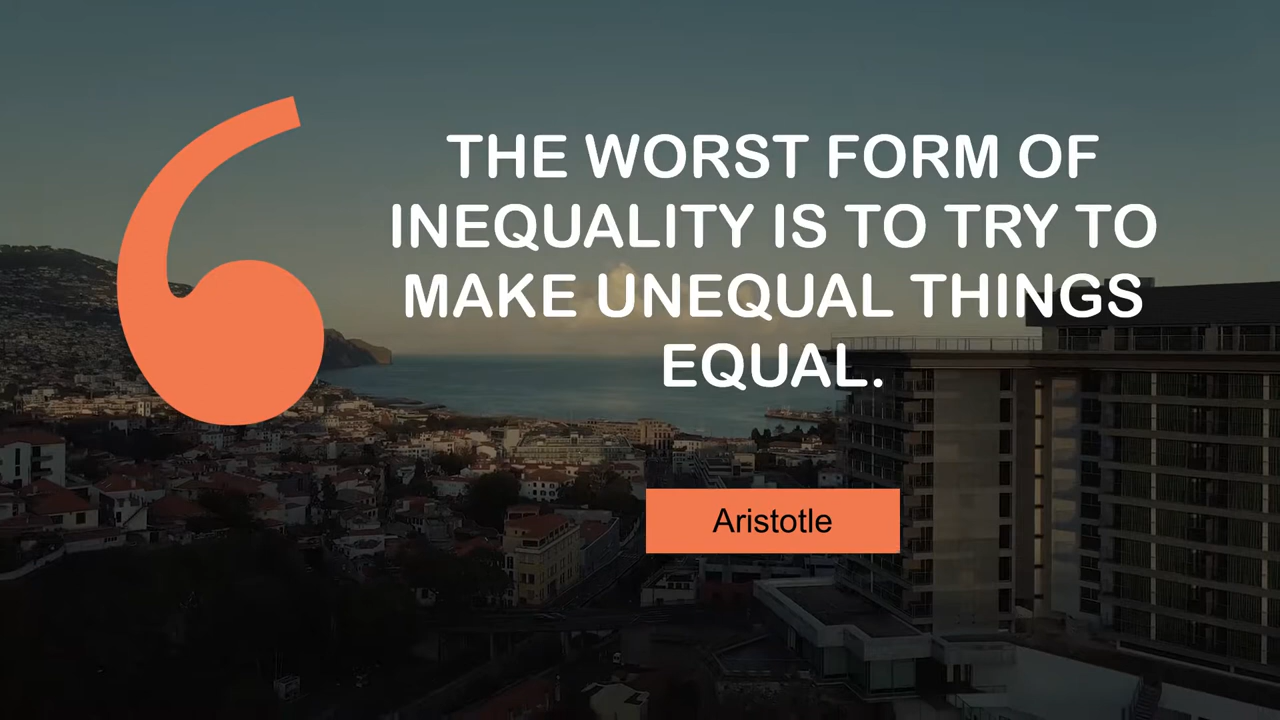 THE WORST FORM OF
INEQUALITY IS TO TRY TO
MAKE UNEQUAL THINGS
EQUAL.
Aristotle